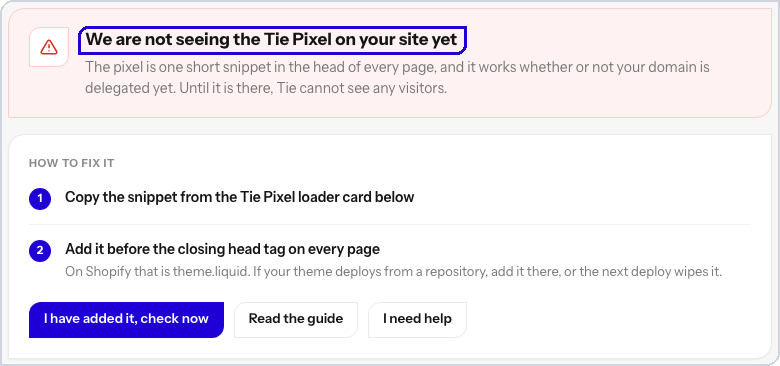 We are not seeing the Tie Pixel on your site yet
The pixel is one short snippet in the head of every page, and it works whether or not your domain is
delegated yet. Until it is there, Tie cannot see any visitors.
HOW TO FIX IT
1 Copy the snippet from the Tie Pixel loader card below
2 Add it before the closing head tag on every page
On Shopify that is theme.liquid. If your theme deploys from a repository, add it there, or the next deploy wipes it.
I have added it, check now Read the guide I need help